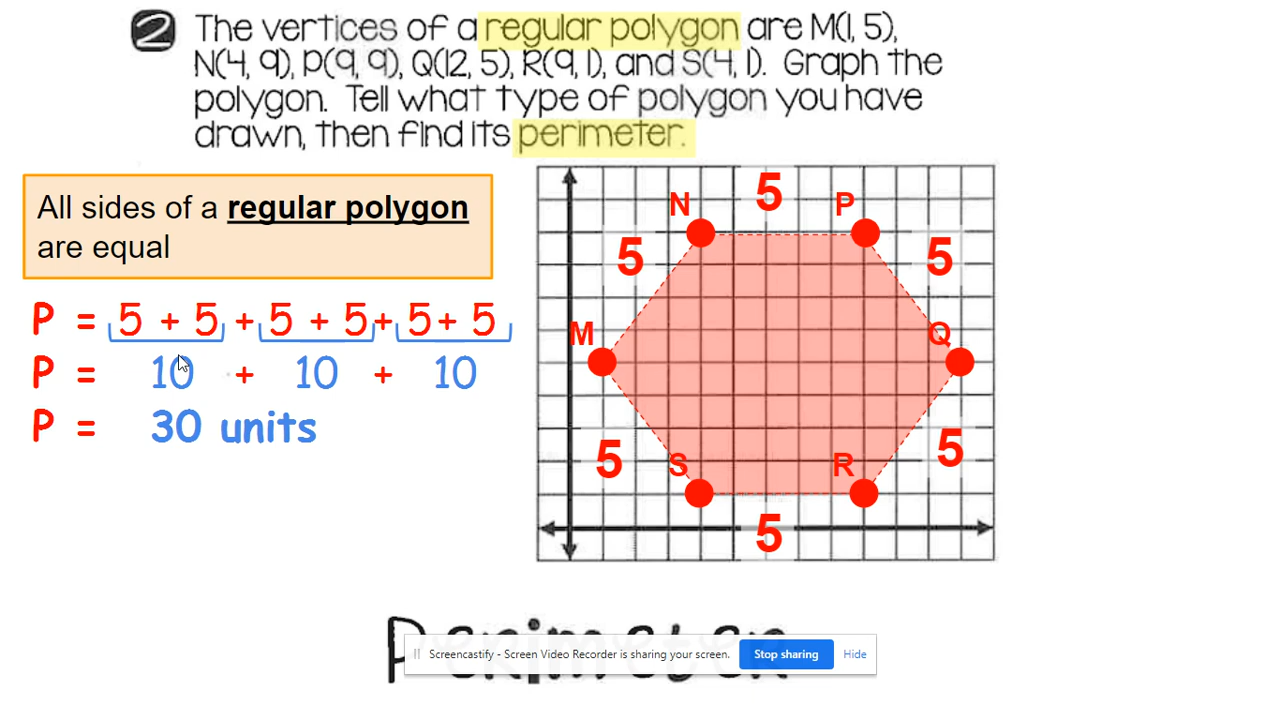 2 The vertices of a regular polygon are M(1, 5),
N(4, 9), P(9, 9), Q(12, 5), R(9, 1), and S(4, 1). Graph the
polygon. Tell what type of polygon you have
drawn, then find its perimeter.
All sides of a regular polygon
are equal
P = 5 + 5 + 5 + 5 + 5 + 5
P = 10 + 10 + 10
P = 30 units
N 5 P
5 5
M Q
5 S R 5
5
Perimeter
Screencastify - Screen Video Recorder is sharing your screen. Stop sharing Hide